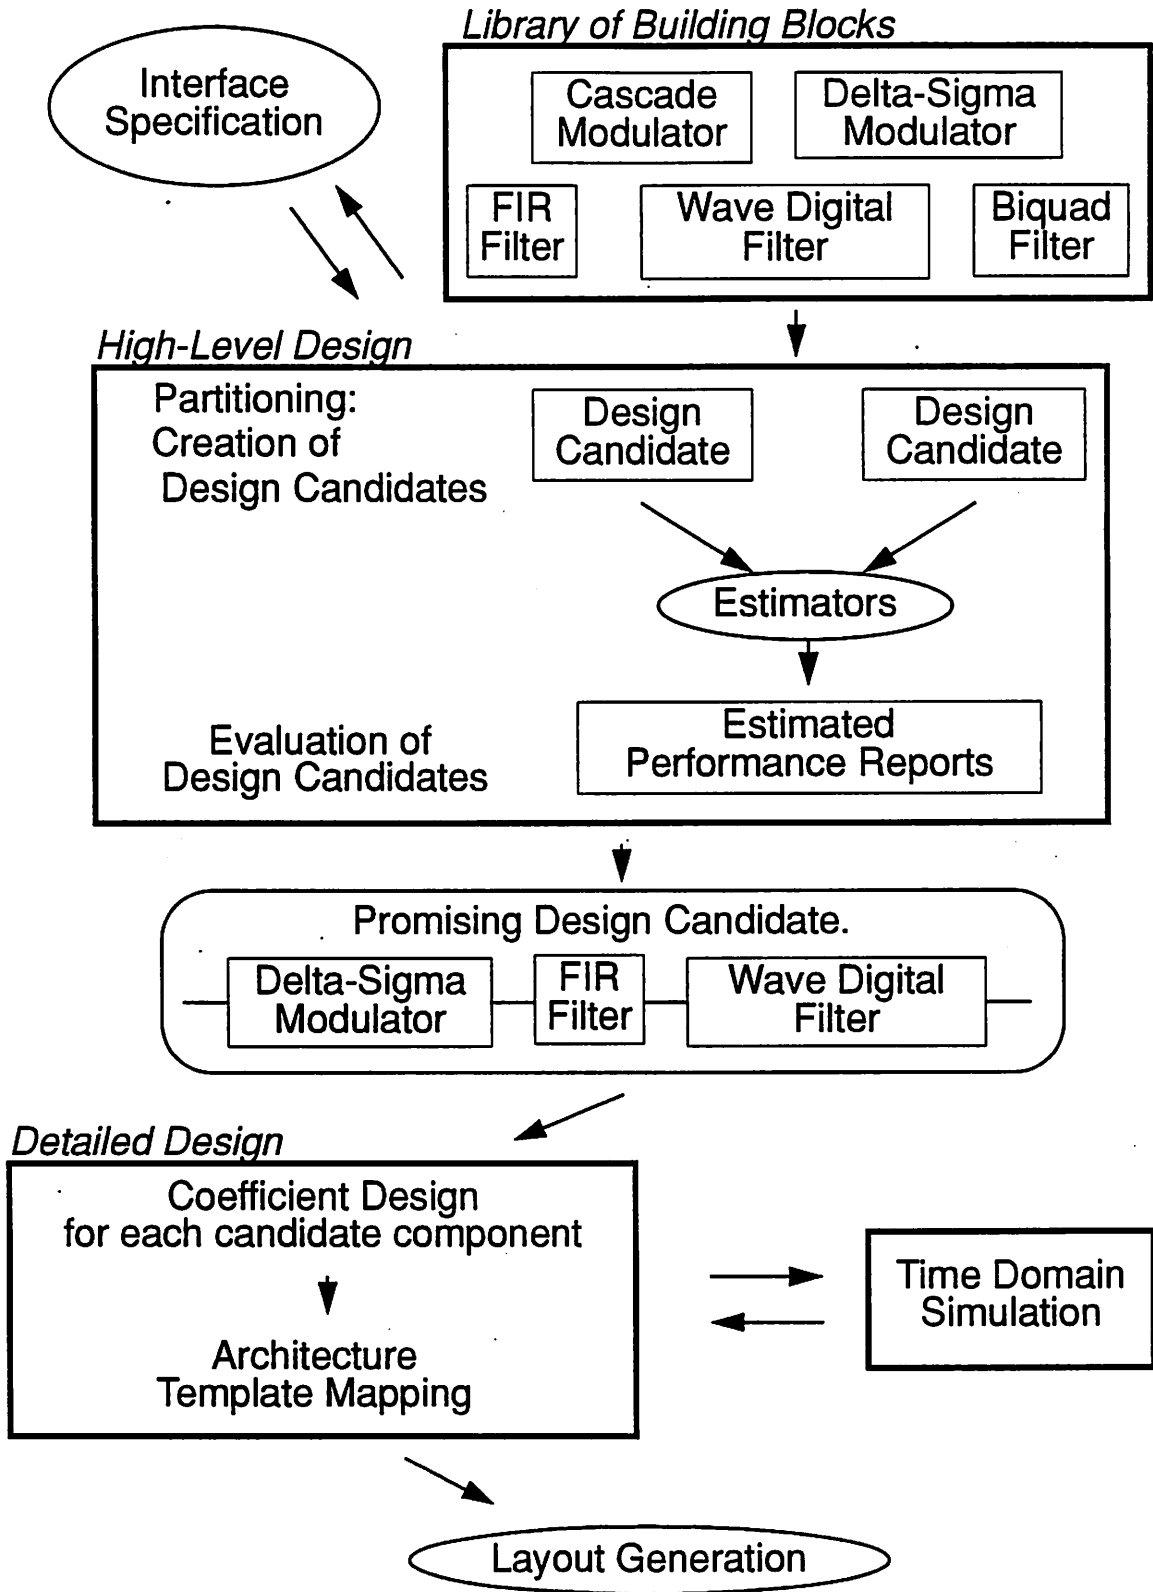 Library of Building Blocks
Interface
Specification
Cascade
Modulator
Delta-Sigma
Modulator
FIR
Filter
Wave Digital
Filter
Biquad
Filter
High-Level Design
Partitioning:
Creation of
Design Candidates
Design
Candidate
Design
Candidate
Estimators
Evaluation of
Design Candidates
Estimated
Performance Reports
Promising Design Candidate.
Delta-Sigma
Modulator
FIR
Filter
Wave Digital
Filter
Detailed Design
Coefficient Design
for each candidate component
Architecture
Template Mapping
Time Domain
Simulation
Layout Generation